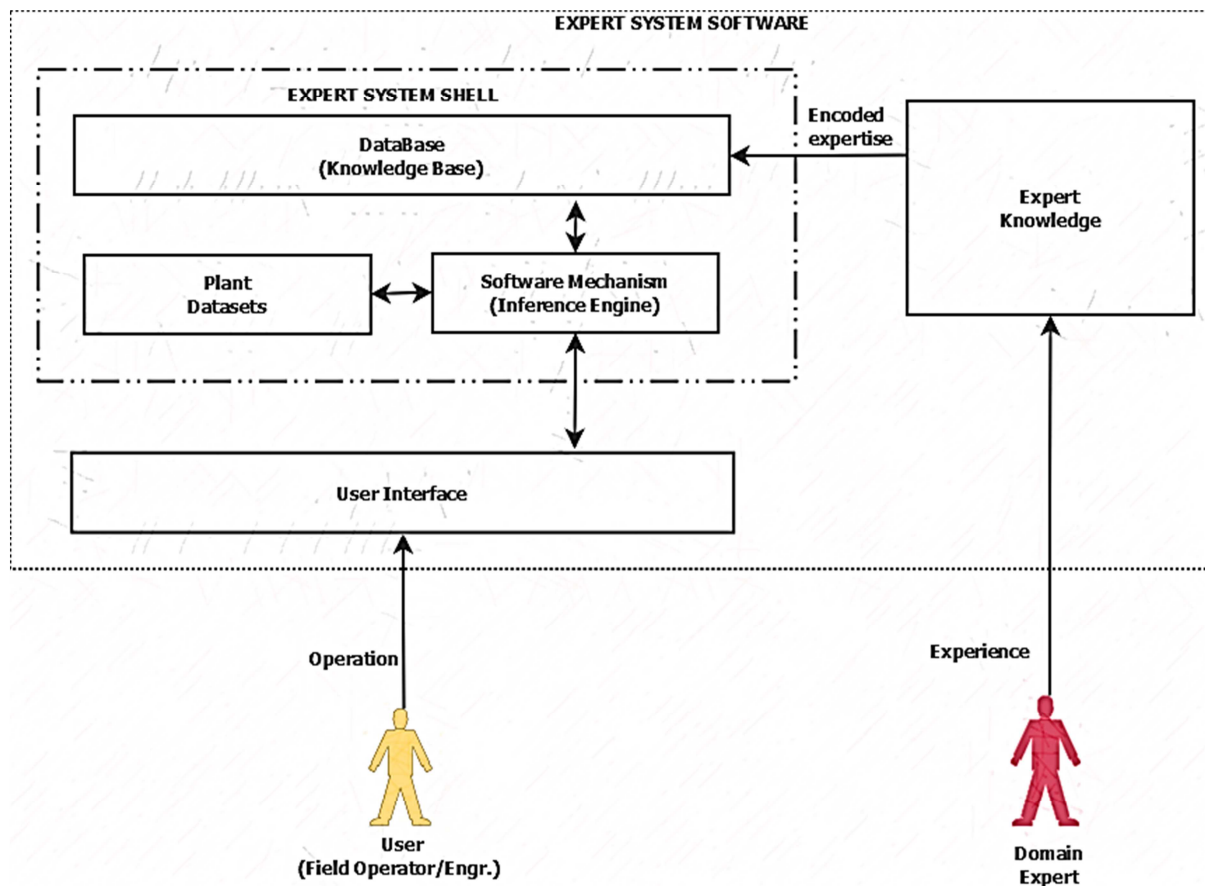 EXPERT SYSTEM SOFTWARE
EXPERT SYSTEM SHELL
DataBase
(Knowledge Base)
Encoded
expertise
Expert
Knowledge
Plant
Datasets
Software Mechanism
(Inference Engine)
User Interface
Operation
Experience
User
(Field Operator/Engr.)
Domain
Expert